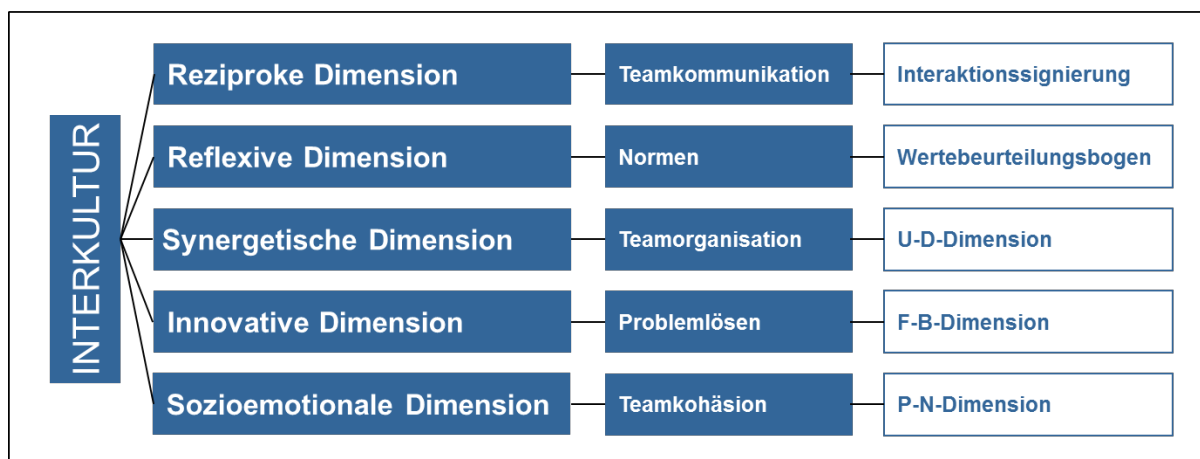 INTERKULTUR
Reziproke Dimension
Teamkommunikation
Interaktionssignierung
Reflexive Dimension
Normen
Wertebeurteilungsbogen
Synergetische Dimension
Teamorganisation
U-D-Dimension
Innovative Dimension
Problemlösen
F-B-Dimension
Sozioemotionale Dimension
Teamkohäsion
P-N-Dimension